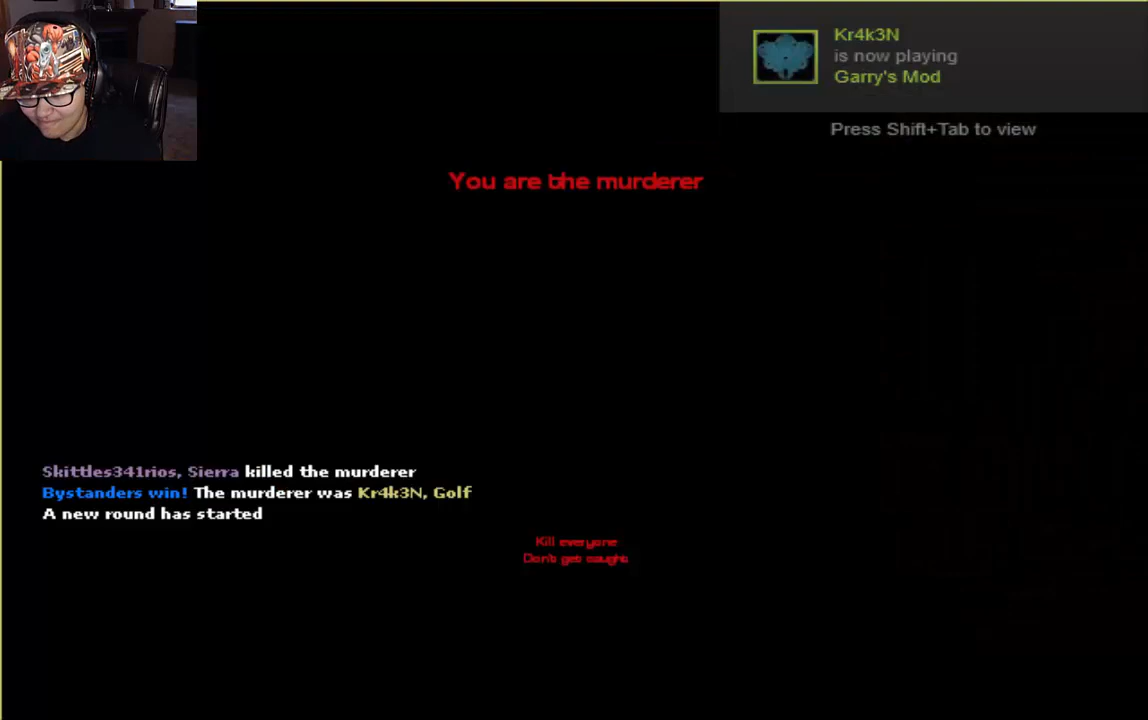 Kr4k3N
is now playing
Garry's Mod
Press Shift+Tab to view
You are the murderer
Skittles341rios, Sierra killed the murderer
Bystanders win! The murderer was Kr4k3N, Golf
A new round has started
Kill everyone
Don't get caught